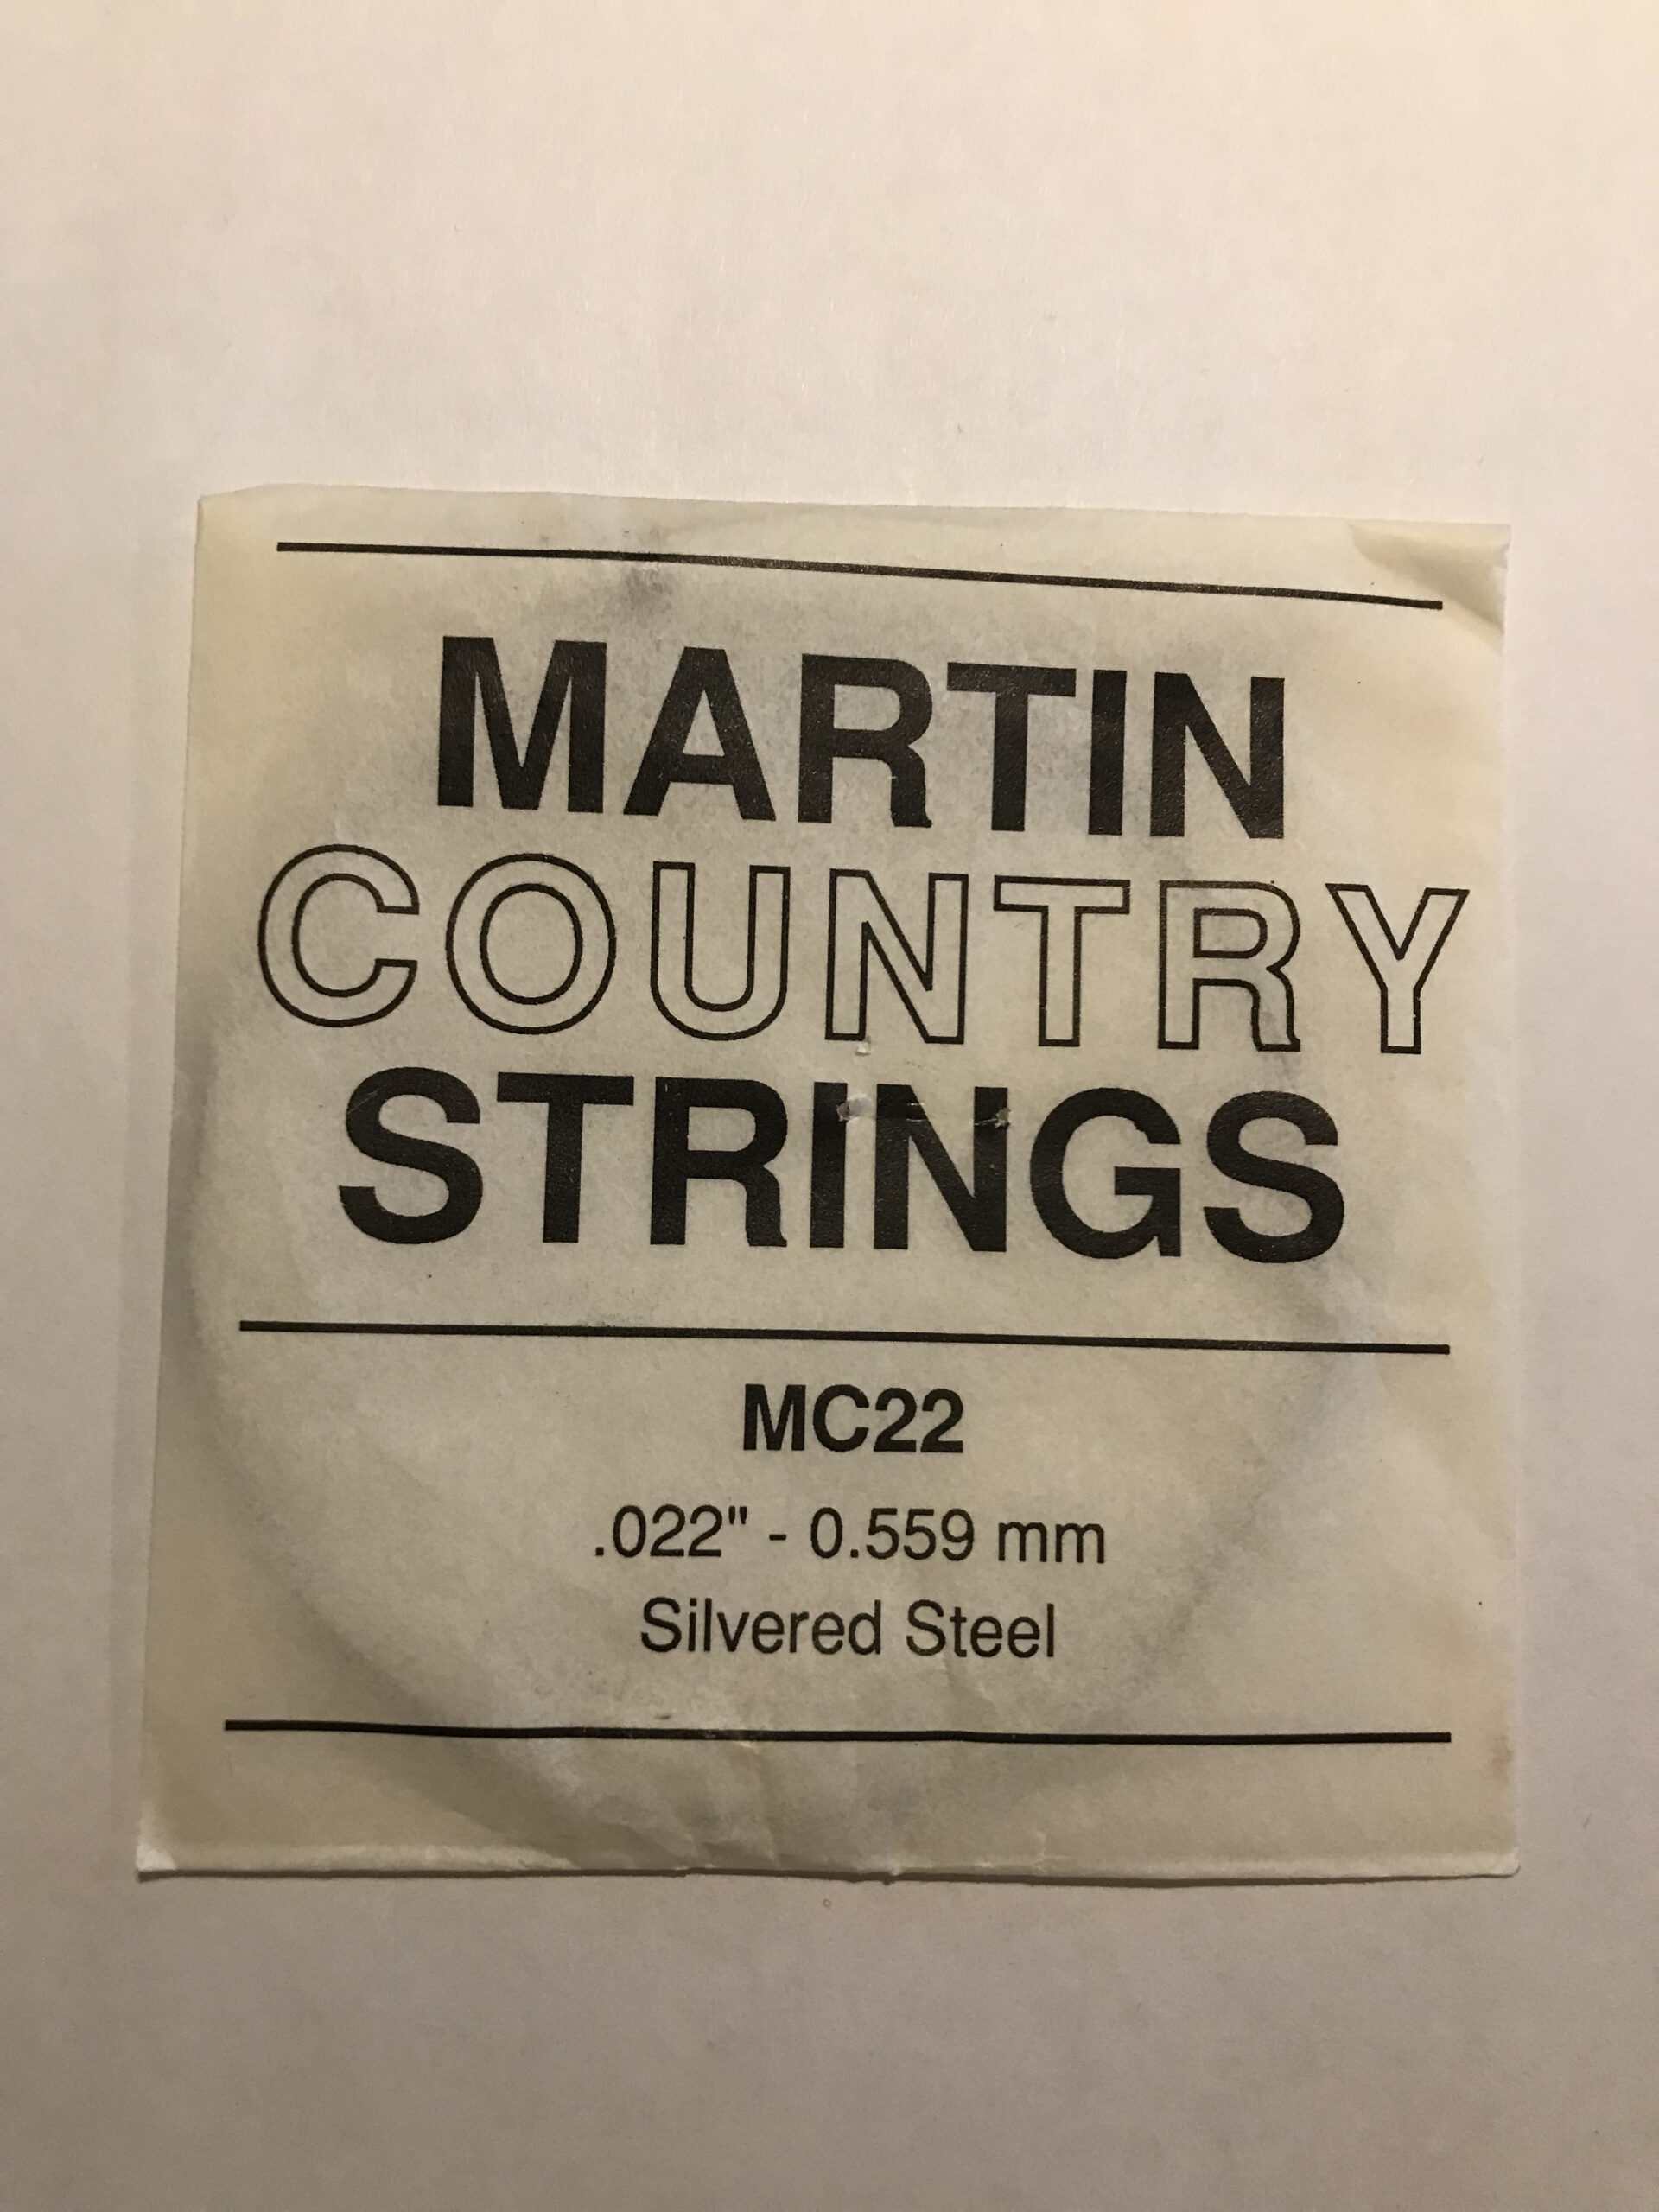 MARTIN
COUNTRY
STRINGS
MC22
.022" - 0.559 mm
Silvered Steel